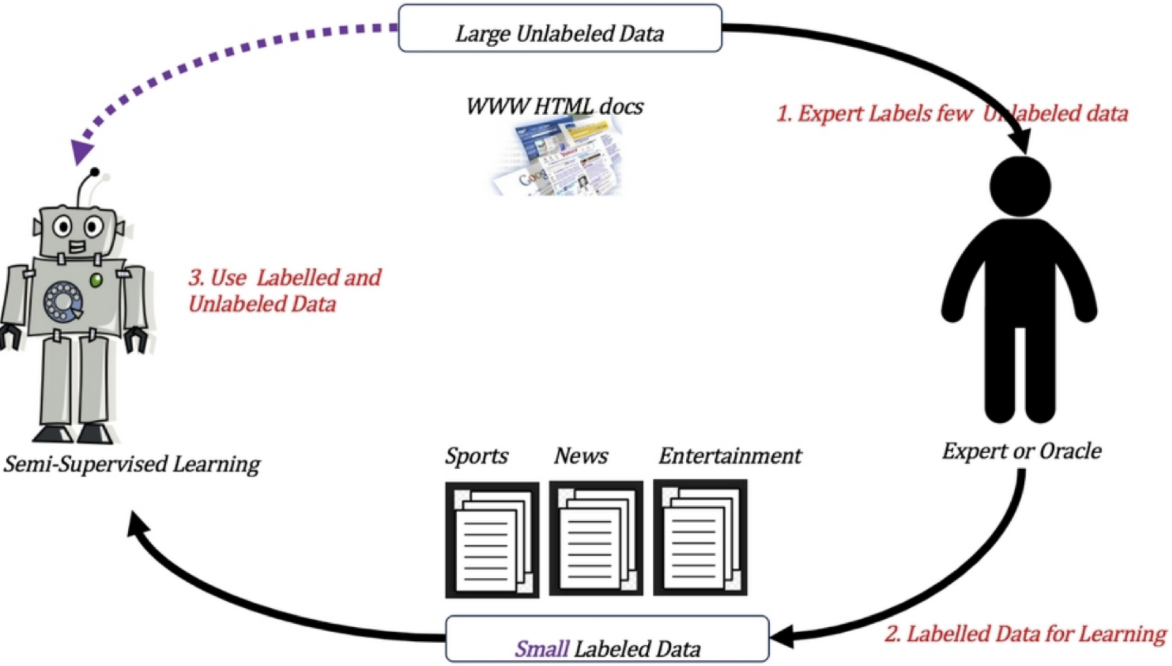 Large Unlabeled Data
WWW HTML docs
1. Expert Labels few Unlabeled data
3. Use Labelled and
Unlabeled Data
Semi-Supervised Learning
Sports
News
Entertainment
Expert or Oracle
Small Labeled Data
2. Labelled Data for Learning